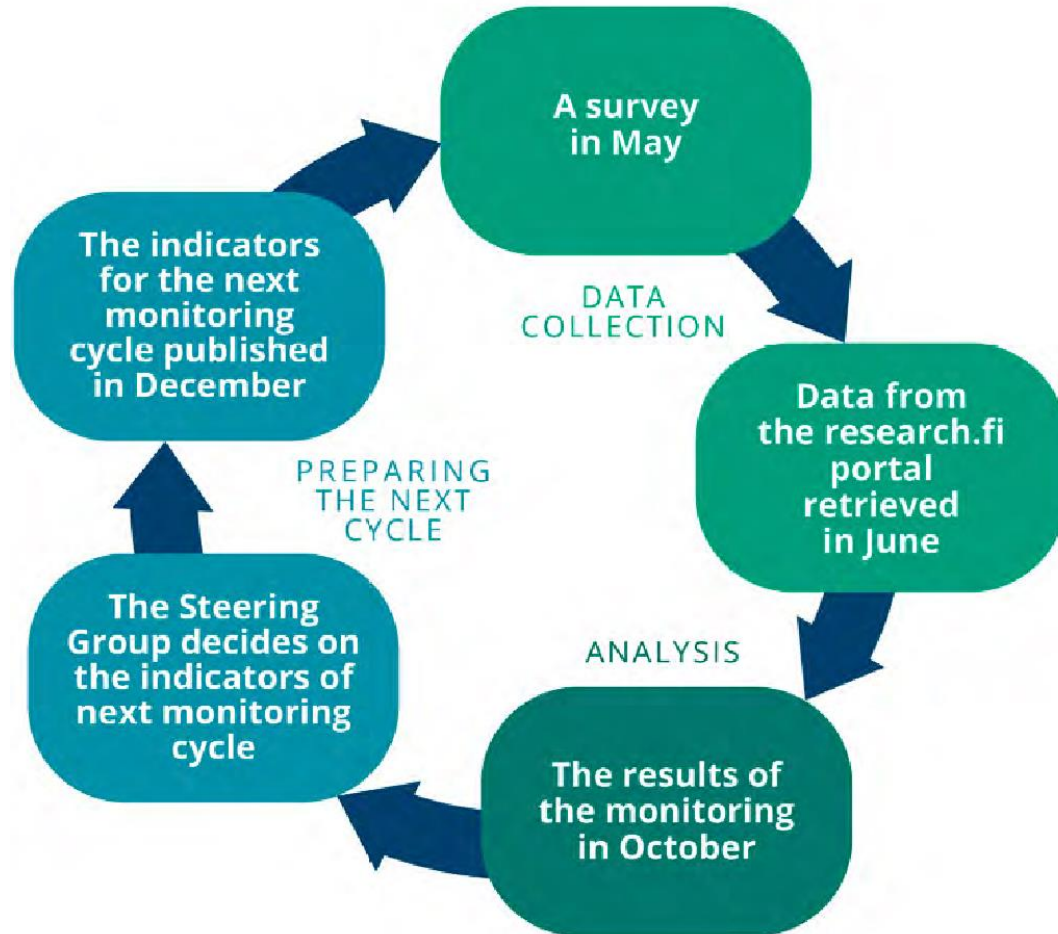 A survey
in May
DATA
COLLECTION
Data from
the research.fi
portal
retrieved
in June
ANALYSIS
The results of
the monitoring
in October
The Steering
Group decides on
the indicators of
next monitoring
cycle
PREPARING
THE NEXT
CYCLE
The indicators
for the next
monitoring
cycle published
in December